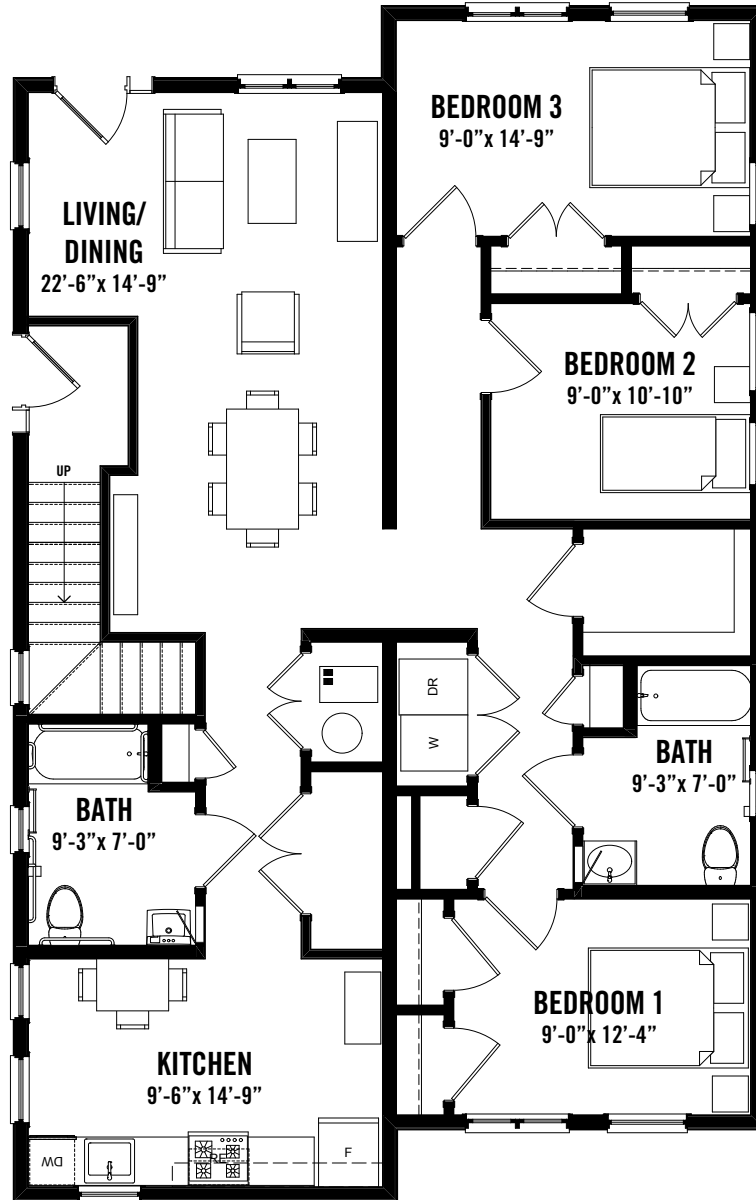 BEDROOM 3
9’-0”x 14’-9”
LIVING/
DINING
22’-6”x 14’-9”
BEDROOM 2
9’-0”x 10’-10”
UP
DR
W
BATH
9’-3”x 7’-0”
BATH
9’-3”x 7’-0”
BEDROOM 1
9’-0”x 12’-4”
KITCHEN
9’-6”x 14’-9”
DW
RE
F